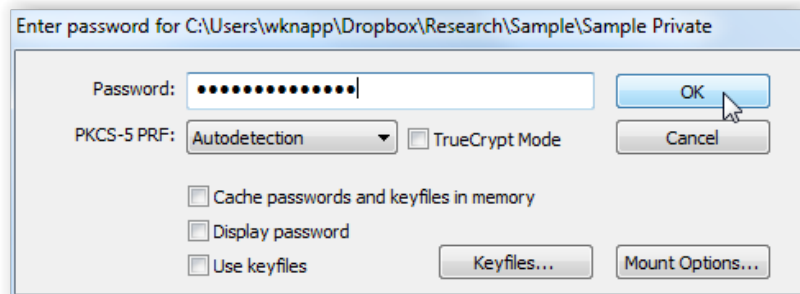 Enter password for C:\Users\wknapp\Dropbox\Research\Sample\Sample Private
Password: ●●●●●●●●●●●●●● OK
PKCS-5 PRF: Autodetection TrueCrypt Mode Cancel
Cache passwords and keyfiles in memory
Display password
Use keyfiles Keyfiles... Mount Options...